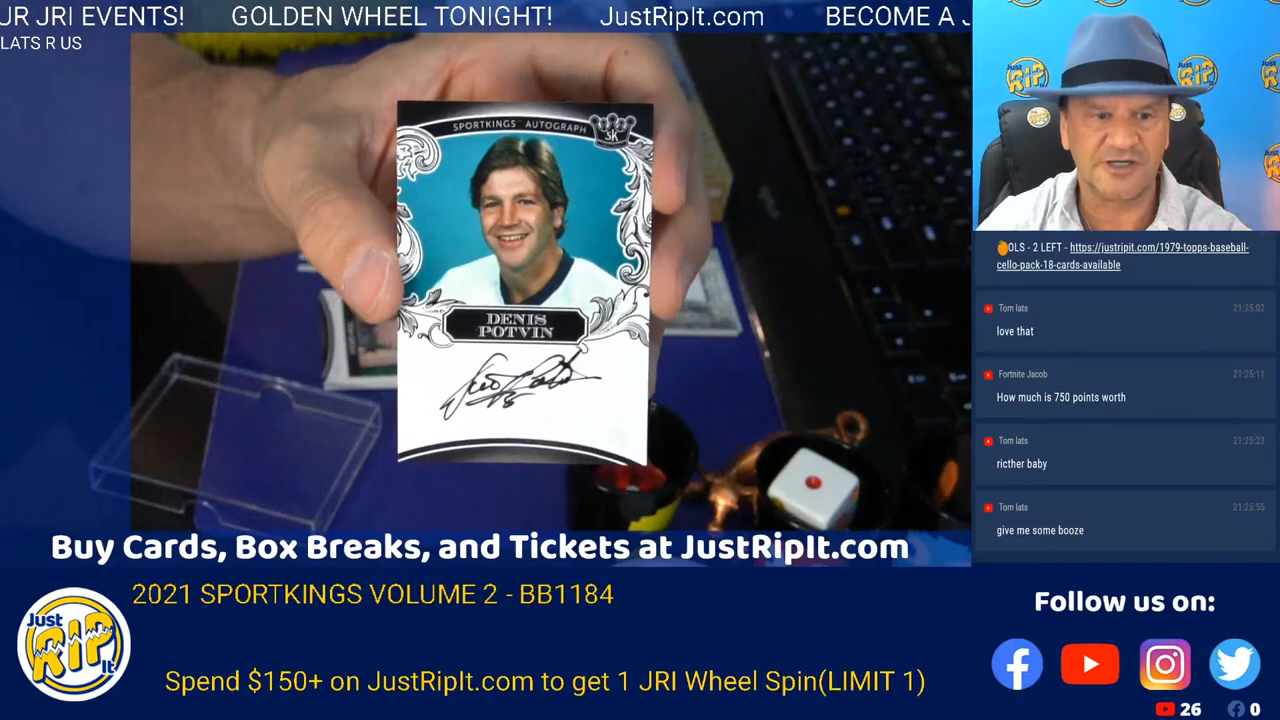 UR JRI EVENTS! GOLDEN WHEEL TONIGHT! JustRipIt.com BECOME A J
LATS R US
SPORTKINGS AUTOGRAPH
SK
DENIS
POTVIN
Just
RIP
It
OLS - 2 LEFT - https://justripit.com/1979-topps-baseball-
cello-pack-18-cards-available
Tom lats 21:25:02
love that
Fortnite Jacob 21:25:11
How much is 750 points worth
Tom lats 21:25:23
ricther baby
Tom lats 21:25:55
give me some booze
Buy Cards, Box Breaks, and Tickets at JustRipIt.com
2021 SPORTKINGS VOLUME 2 - BB1184
Just
RIP
It
Spend $150+ on JustRipIt.com to get 1 JRI Wheel Spin(LIMIT 1)
Follow us on:
26 0